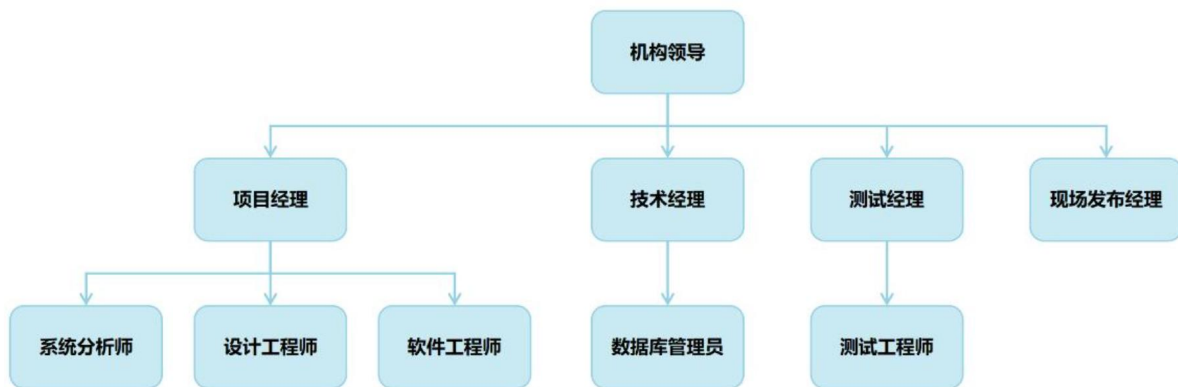 机构领导
项目经理
技术经理
测试经理
现场发布经理
系统分析师
设计工程师
软件工程师
数据库管理员
测试工程师